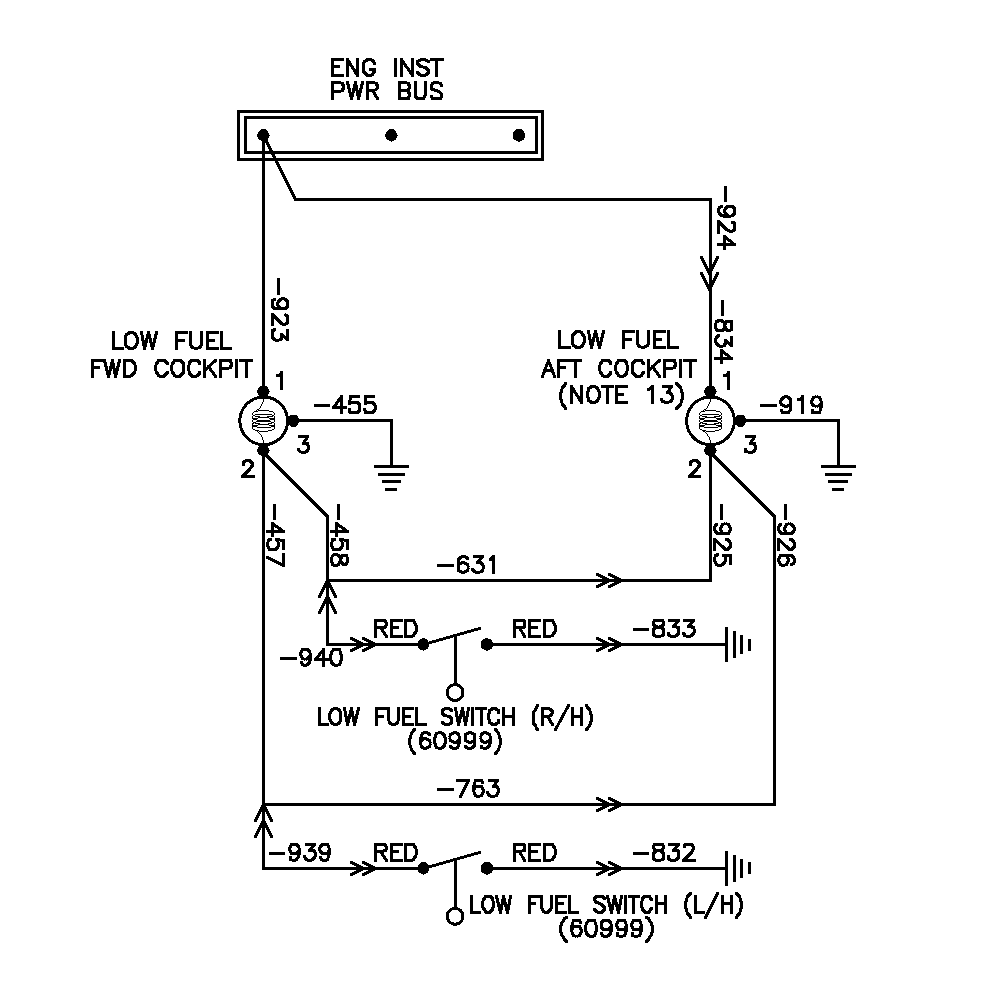 ENG INST
PWR BUS
-924
-923
-834
LOW FUEL
FWD COCKPIT
LOW FUEL
AFT COCKPIT
(NOTE 13)
1
1
-455
-919
3
3
2
2
-457
-458
-925
-926
-631
RED
RED
-833
-940
LOW FUEL SWITCH (R/H)
(60999)
-763
-939
RED
RED
-832
LOW FUEL SWITCH (L/H)
(60999)